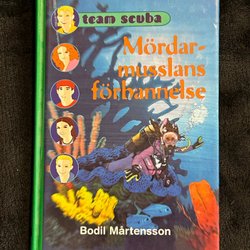 team scuba
Mördar-
musslans
förbannelse
Bodil Mårtensson